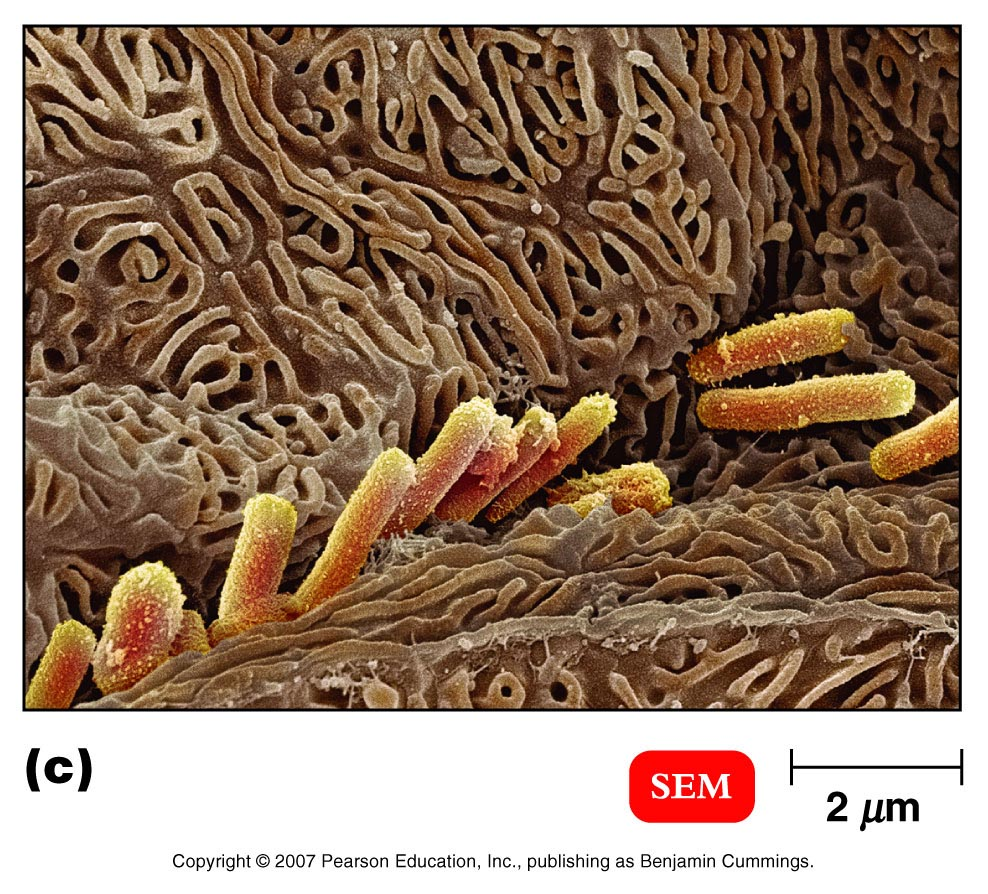 (c)
SEM
2 μm
Copyright © 2007 Pearson Education, Inc., publishing as Benjamin Cummings.